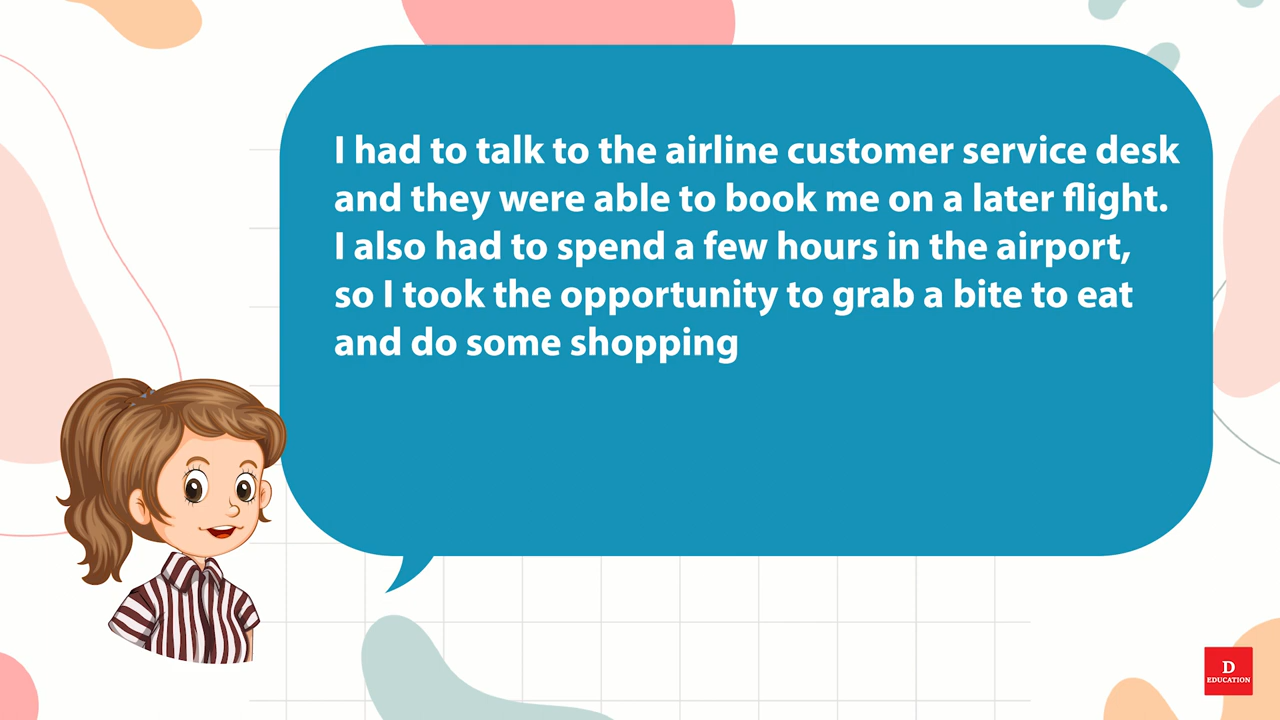 I had to talk to the airline customer service desk
and they were able to book me on a later flight.
I also had to spend a few hours in the airport,
so I took the opportunity to grab a bite to eat
and do some shopping
D
EDUCATION